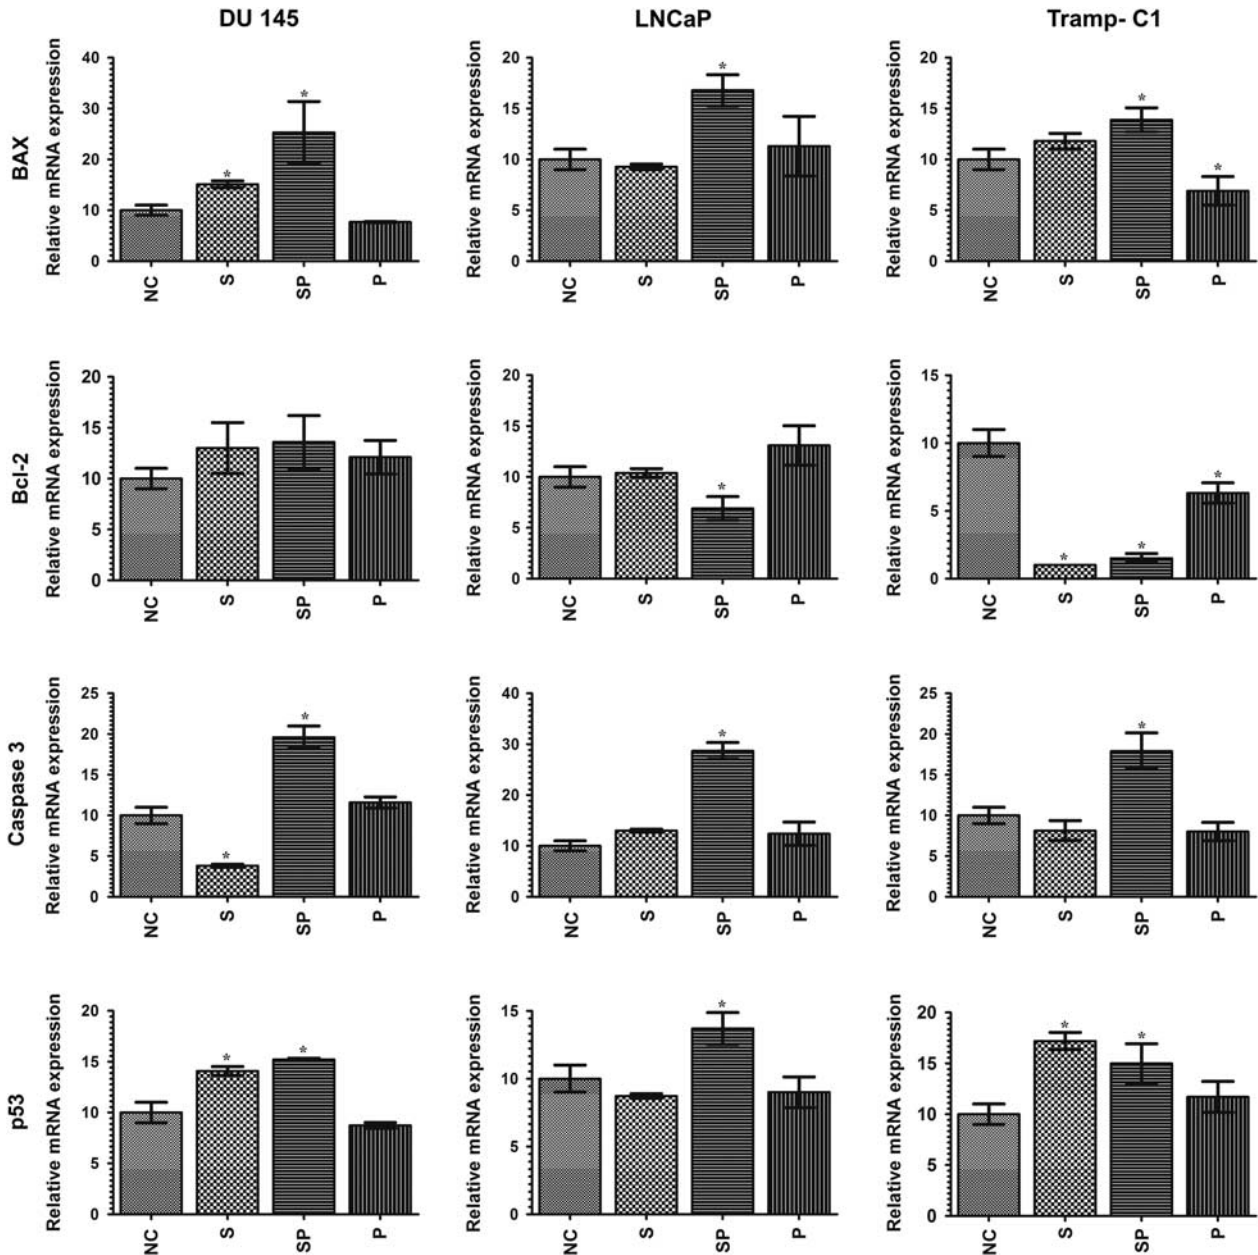 DU 145
LNCaP
Tramp- C1
BAX
Relative mRNA expression
40
30
20
10
0
*
*
NC
S
SP
P
Relative mRNA expression
20
15
10
5
0
*
NC
S
SP
P
Relative mRNA expression
20
15
10
5
0
*
*
NC
S
SP
P
Bcl-2
Relative mRNA expression
20
15
10
5
0
NC
S
SP
P
Relative mRNA expression
20
15
10
5
0
*
NC
S
SP
P
Relative mRNA expression
15
10
5
0
*
*
*
NC
S
SP
P
Caspase 3
Relative mRNA expression
25
20
15
10
5
0
*
*
NC
S
SP
P
Relative mRNA expression
40
30
20
10
0
*
NC
S
SP
P
Relative mRNA expression
25
20
15
10
5
0
*
NC
S
SP
P
p53
Relative mRNA expression
20
15
10
5
0
*
*
NC
S
SP
P
Relative mRNA expression
15
10
5
0
*
NC
S
SP
P
Relative mRNA expression
20
15
10
5
0
*
*
NC
S
SP
P